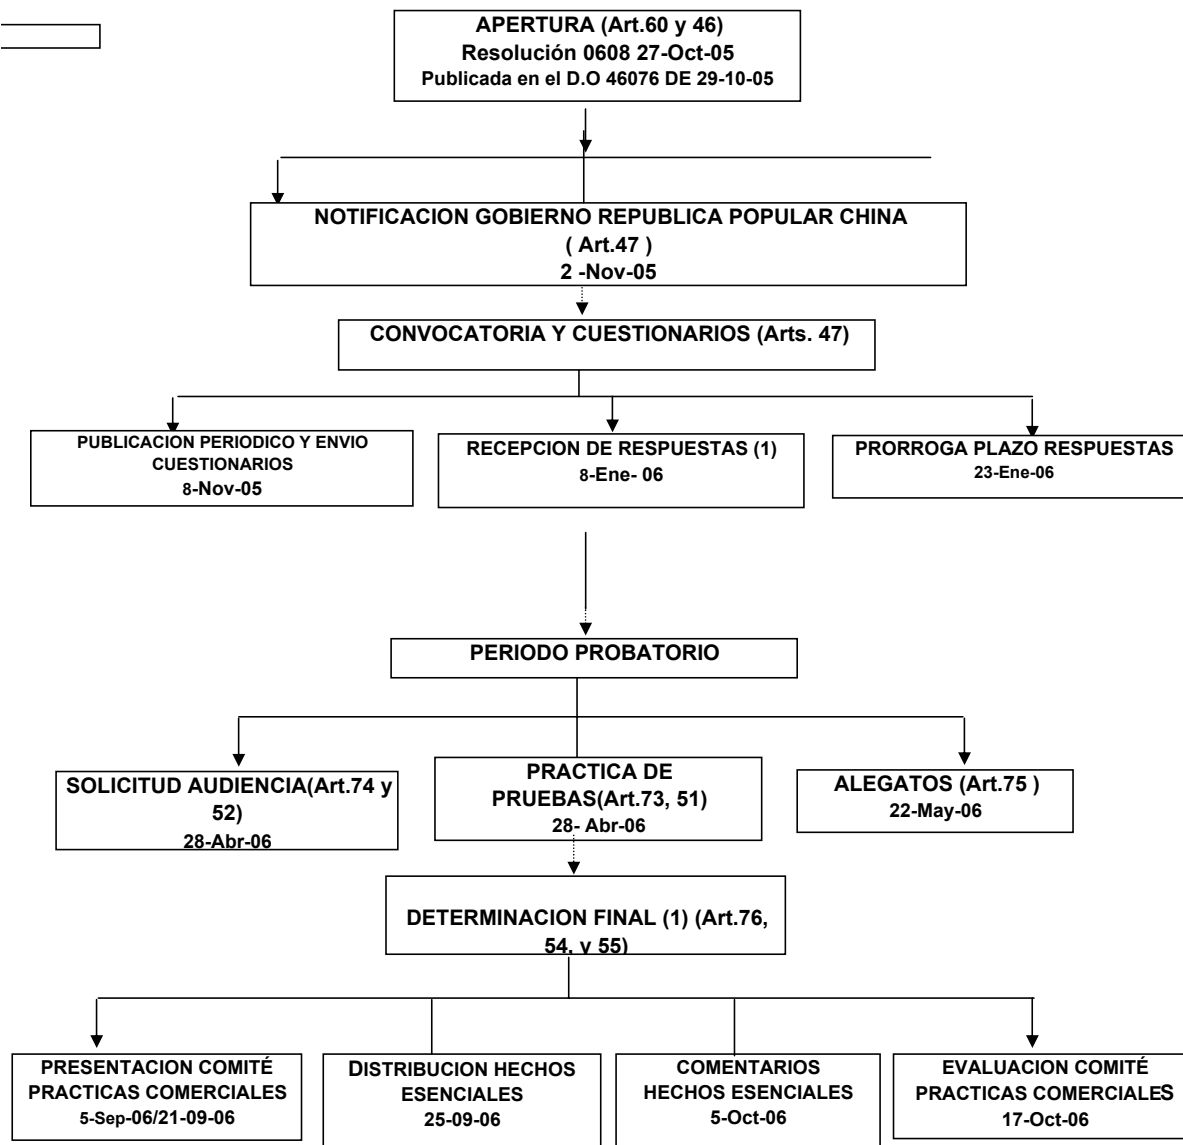 APERTURA (Art.60 y 46)
Resolución 0608 27-Oct-05
Publicada en el D.O 46076 DE 29-10-05
NOTIFICACION GOBIERNO REPUBLICA POPULAR CHINA
( Art.47 )
2 -Nov-05
CONVOCATORIA Y CUESTIONARIOS (Arts. 47)
PUBLICACION PERIODICO Y ENVIO
CUESTIONARIOS
8-Nov-05
RECEPCION DE RESPUESTAS (1)
8-Ene- 06
PRORROGA PLAZO RESPUESTAS
23-Ene-06
PERIODO PROBATORIO
SOLICITUD AUDIENCIA(Art.74 y
52)
28-Abr-06
PRACTICA DE
PRUEBAS(Art.73, 51)
28- Abr-06
ALEGATOS (Art.75 )
22-May-06
DETERMINACION FINAL (1) (Art.76,
54, y 55)
PRESENTACION COMITÉ
PRACTICAS COMERCIALES
5-Sep-06/21-09-06
DISTRIBUCION HECHOS
ESENCIALES
25-09-06
COMENTARIOS
HECHOS ESENCIALES
5-Oct-06
EVALUACION COMITÉ
PRACTICAS COMERCIALES
17-Oct-06